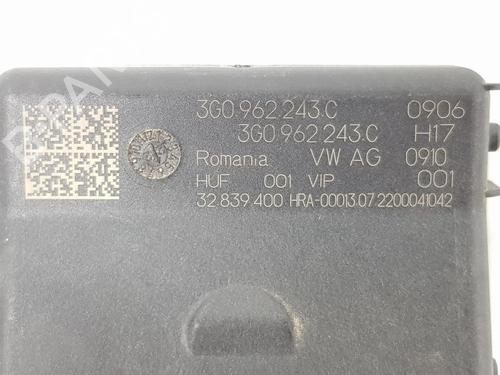 3G0.962.243.C 0906
3G0.962.243.C H17
Romania VW AG 0910
HUF 001 VIP 001
32.839.400 HRA-00013.07 2200041042
B-PARTS